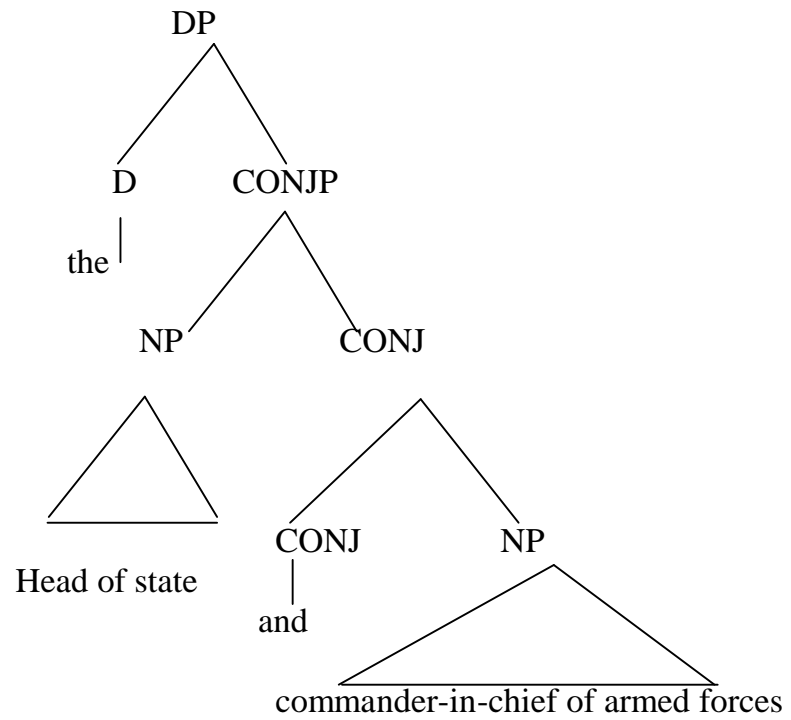 DP
D CONJP
the
NP CONJ
CONJ NP
Head of state
and
commander-in-chief of armed forces